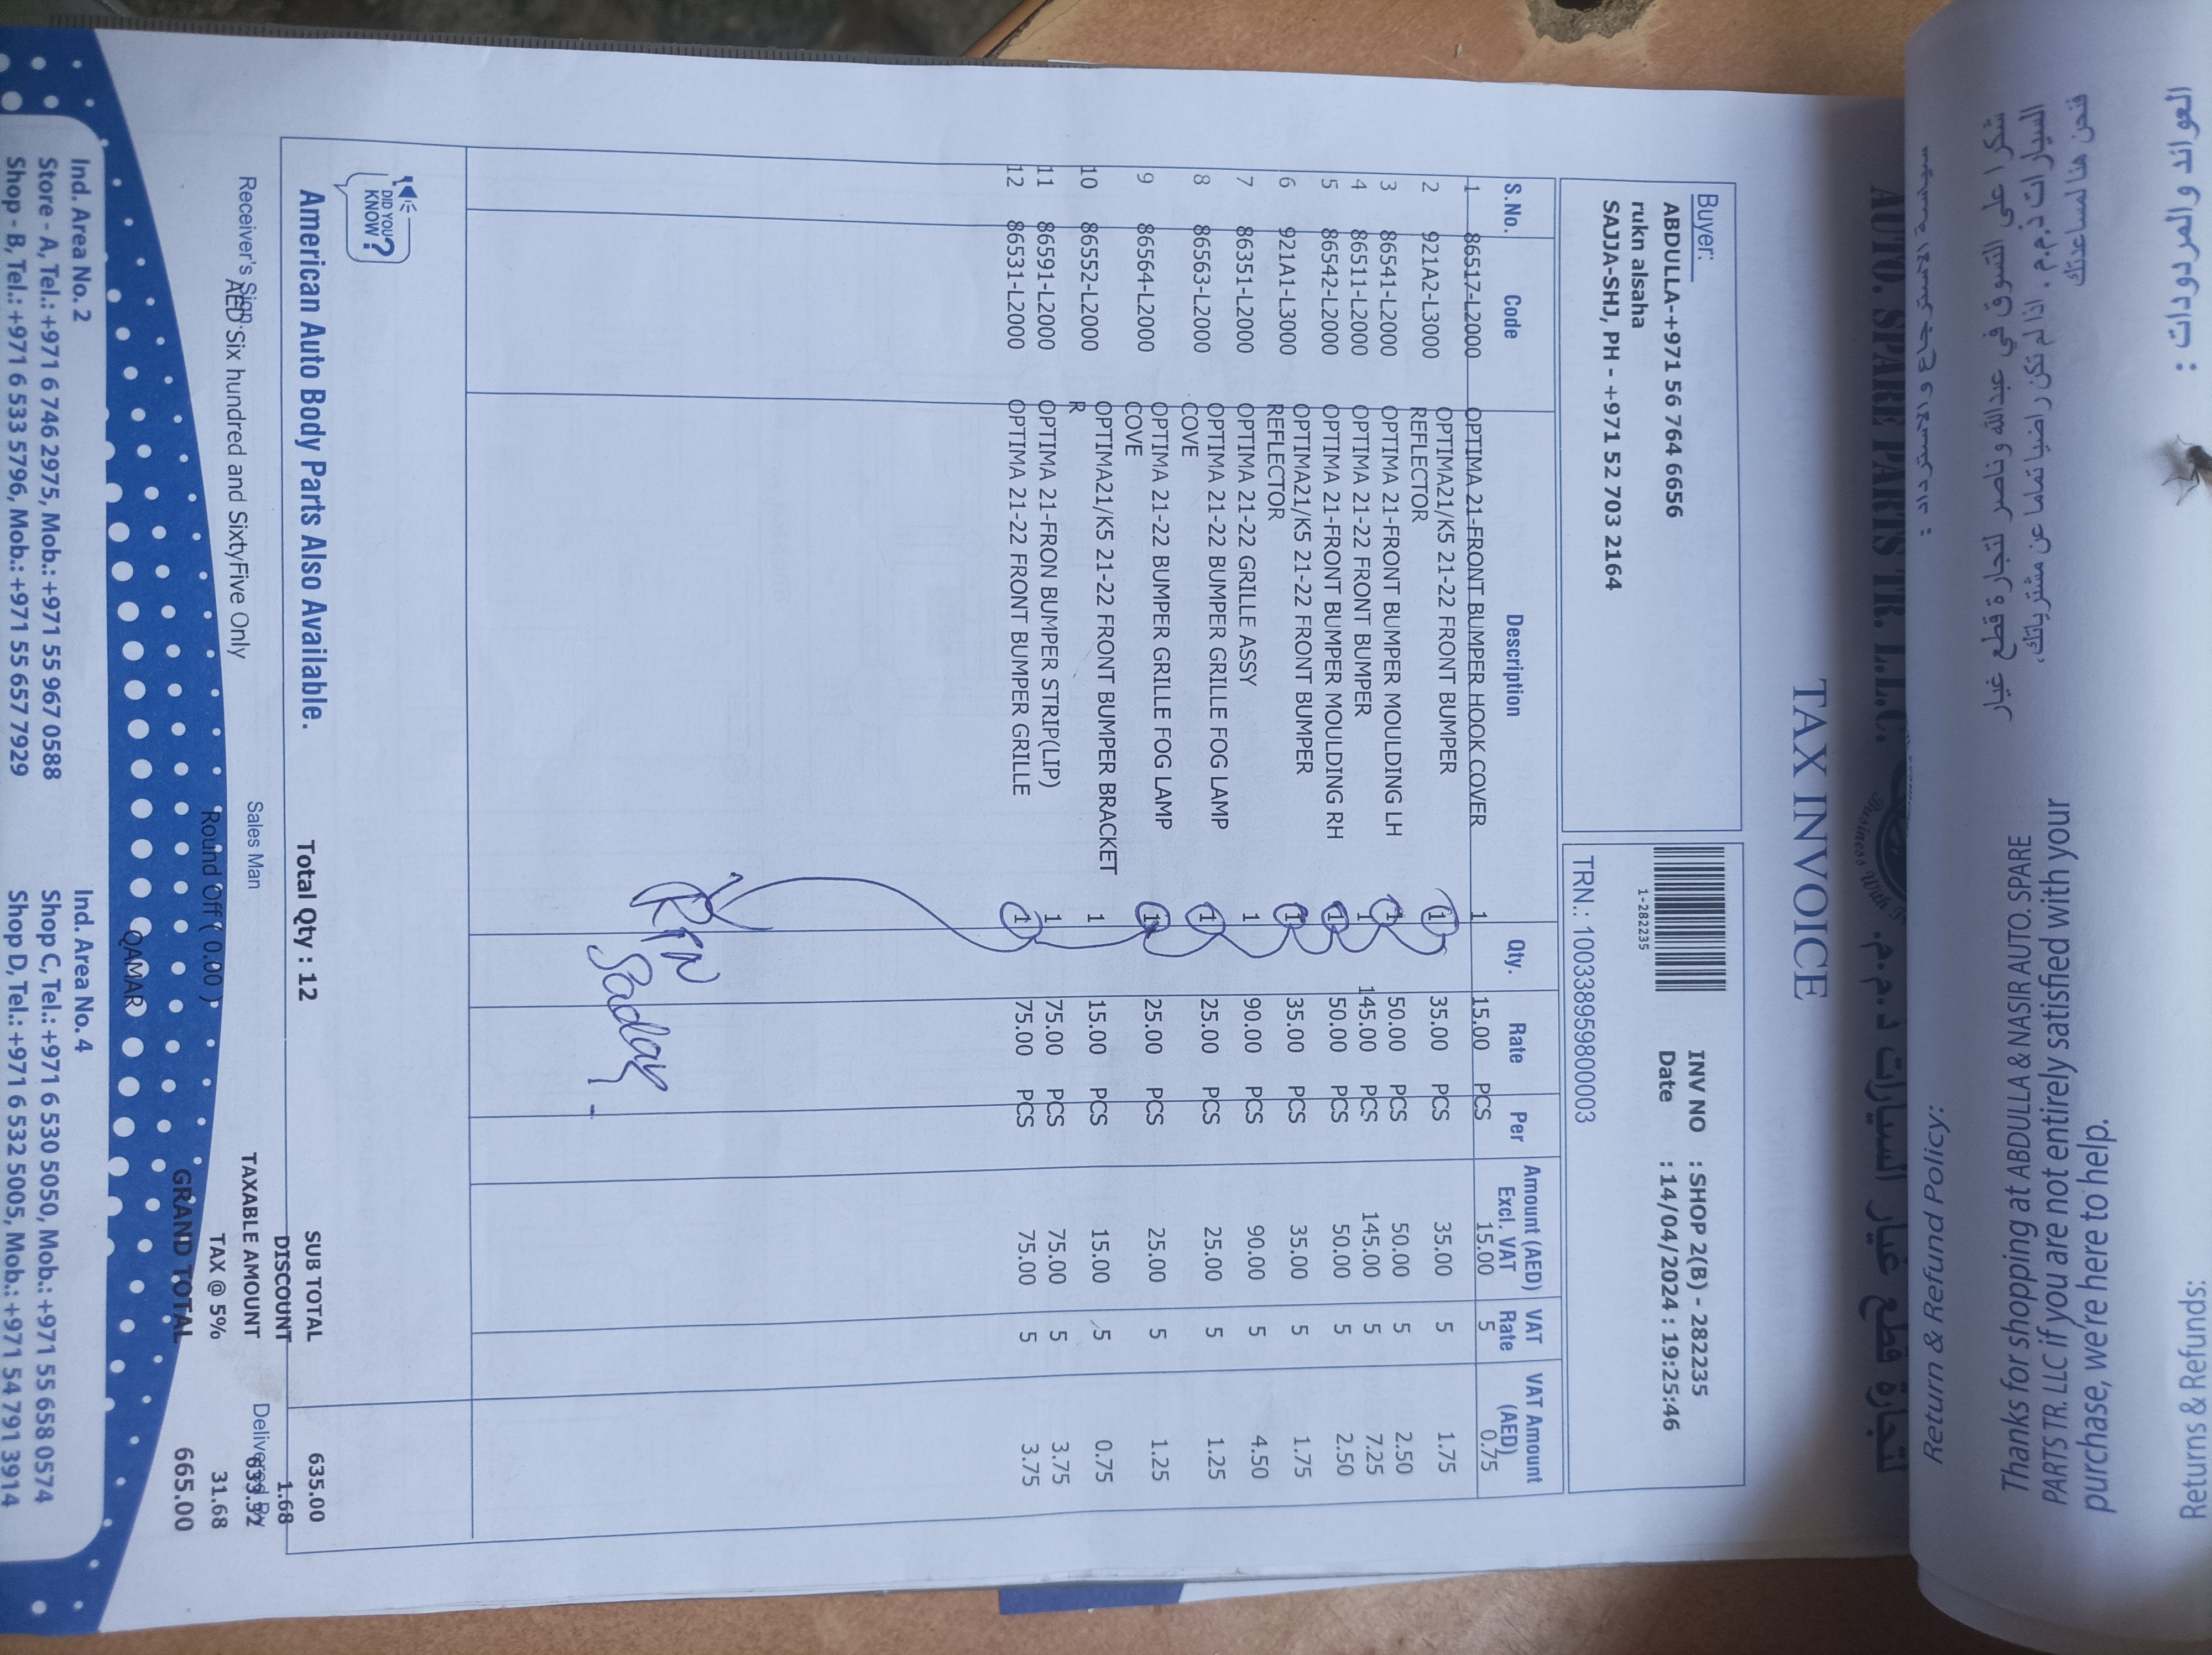 العوائد و المردودات :
Returns & Refunds:
Return & Refund Policy:
Thanks for shopping at ABDULLA & NASIR AUTO. SPARE
PARTS TR. LLC if you are not entirely satisfied with your
purchase, we're here to help.
AUTO. SPARE PARTS TR. L.L.C.
لتجارة قطع غيار السيارات ذ.م.م.
Business With
TAX INVOICE
Buyer:
ABDULLA-+971 56 764 6656
rukn alsaha
SAJJA-SHJ, PH - +971 52 703 2164
1-282235
INV NO : SHOP 2(B) - 282235
Date : 14/04/2024 : 19:25:46
TRN.: 100338959800003
S.No. Code Description Qty. Rate Per Amount (AED) Excl. VAT VAT Rate VAT Amount (AED)
1 86517-L2000 OPTIMA 21-FRONT BUMPER HOOK COVER 1 15.00 PCS 15.00 5 0.75
2 921A2-L3000 OPTIMA21/K5 21-22 FRONT BUMPER 1 35.00 PCS 35.00 5 1.75
REFLECTOR
3 86541-L2000 OPTIMA 21-FRONT BUMPER MOULDING LH 1 50.00 PCS 50.00 5 2.50
4 86511-L2000 OPTIMA 21-22 FRONT BUMPER 1 145.00 PCS 145.00 5 7.25
5 86542-L2000 OPTIMA 21-FRONT BUMPER MOULDING RH 1 50.00 PCS 50.00 5 2.50
6 921A1-L3000 OPTIMA21/K5 21-22 FRONT BUMPER 1 35.00 PCS 35.00 5 1.75
REFLECTOR
7 86351-L2000 OPTIMA 21-22 GRILLE ASSY 1 90.00 PCS 90.00 5 4.50
8 86563-L2000 OPTIMA 21-22 BUMPER GRILLE FOG LAMP 1 25.00 PCS 25.00 5 1.25
COVE
9 86564-L2000 OPTIMA 21-22 BUMPER GRILLE FOG LAMP 1 25.00 PCS 25.00 5 1.25
COVE
10 86552-L2000 OPTIMA21/K5 21-22 FRONT BUMPER BRACKET 1 15.00 PCS 15.00 5 0.75
R
11 86591-L2000 OPTIMA 21-FRON BUMPER STRIP(LIP) 1 75.00 PCS 75.00 5 3.75
12 86531-L2000 OPTIMA 21-22 FRONT BUMPER GRILLE 1 75.00 PCS 75.00 5 3.75
DID YOU
KNOW?
American Auto Body Parts Also Available.
Total Qty : 12
SUB TOTAL 635.00
DISCOUNT 1.68
TAXABLE AMOUNT 633.32
TAX @ 5% 31.68
GRAND TOTAL 665.00
Receiver's Sign.
Sales Man
Delivered By
AED Six hundred and SixtyFive Only
Round Off ( 0.00 )
QAMAR
Ind. Area No. 2
Store - A, Tel.: +971 6 746 2975, Mob.: +971 55 967 0588
Shop - B, Tel.: +971 6 533 5796, Mob.: +971 55 657 7929
Ind. Area No. 4
Shop C, Tel.: +971 6 530 5050, Mob.: +971 55 658 0574
Shop D, Tel.: +971 6 532 5005, Mob.: +971 54 791 3914